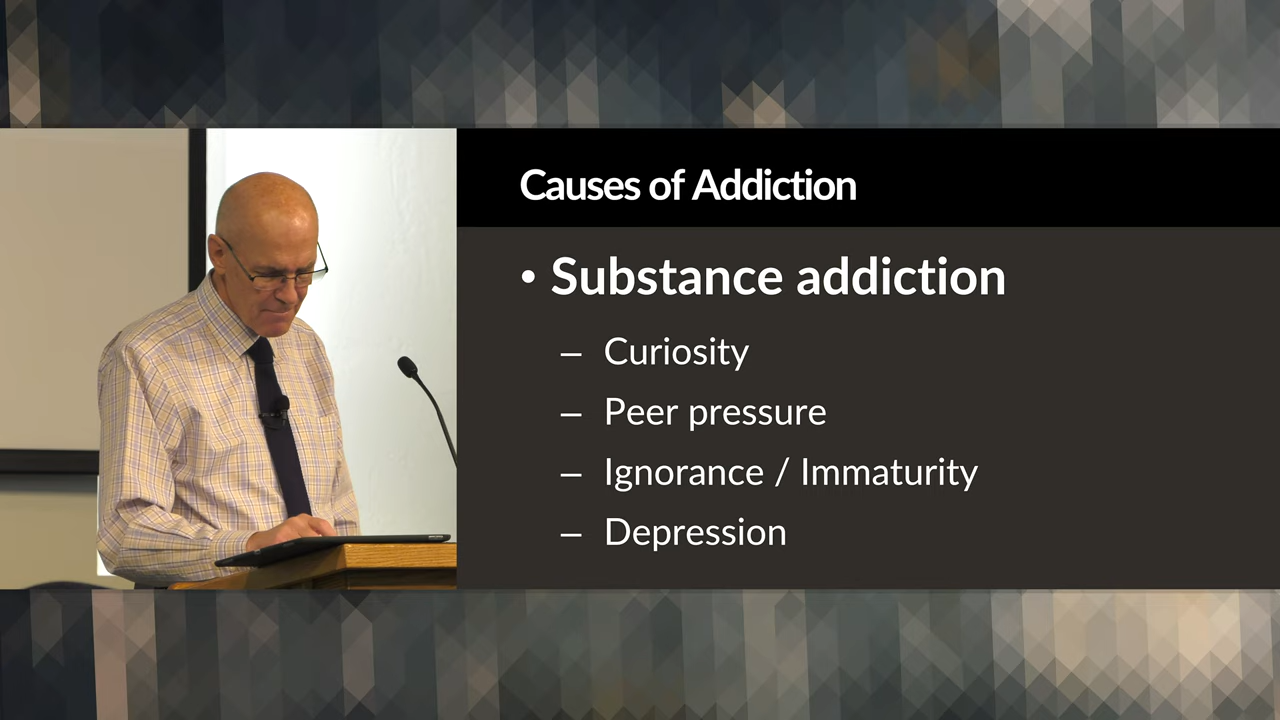 Causes of Addiction
• Substance addiction
– Curiosity
– Peer pressure
– Ignorance / Immaturity
– Depression